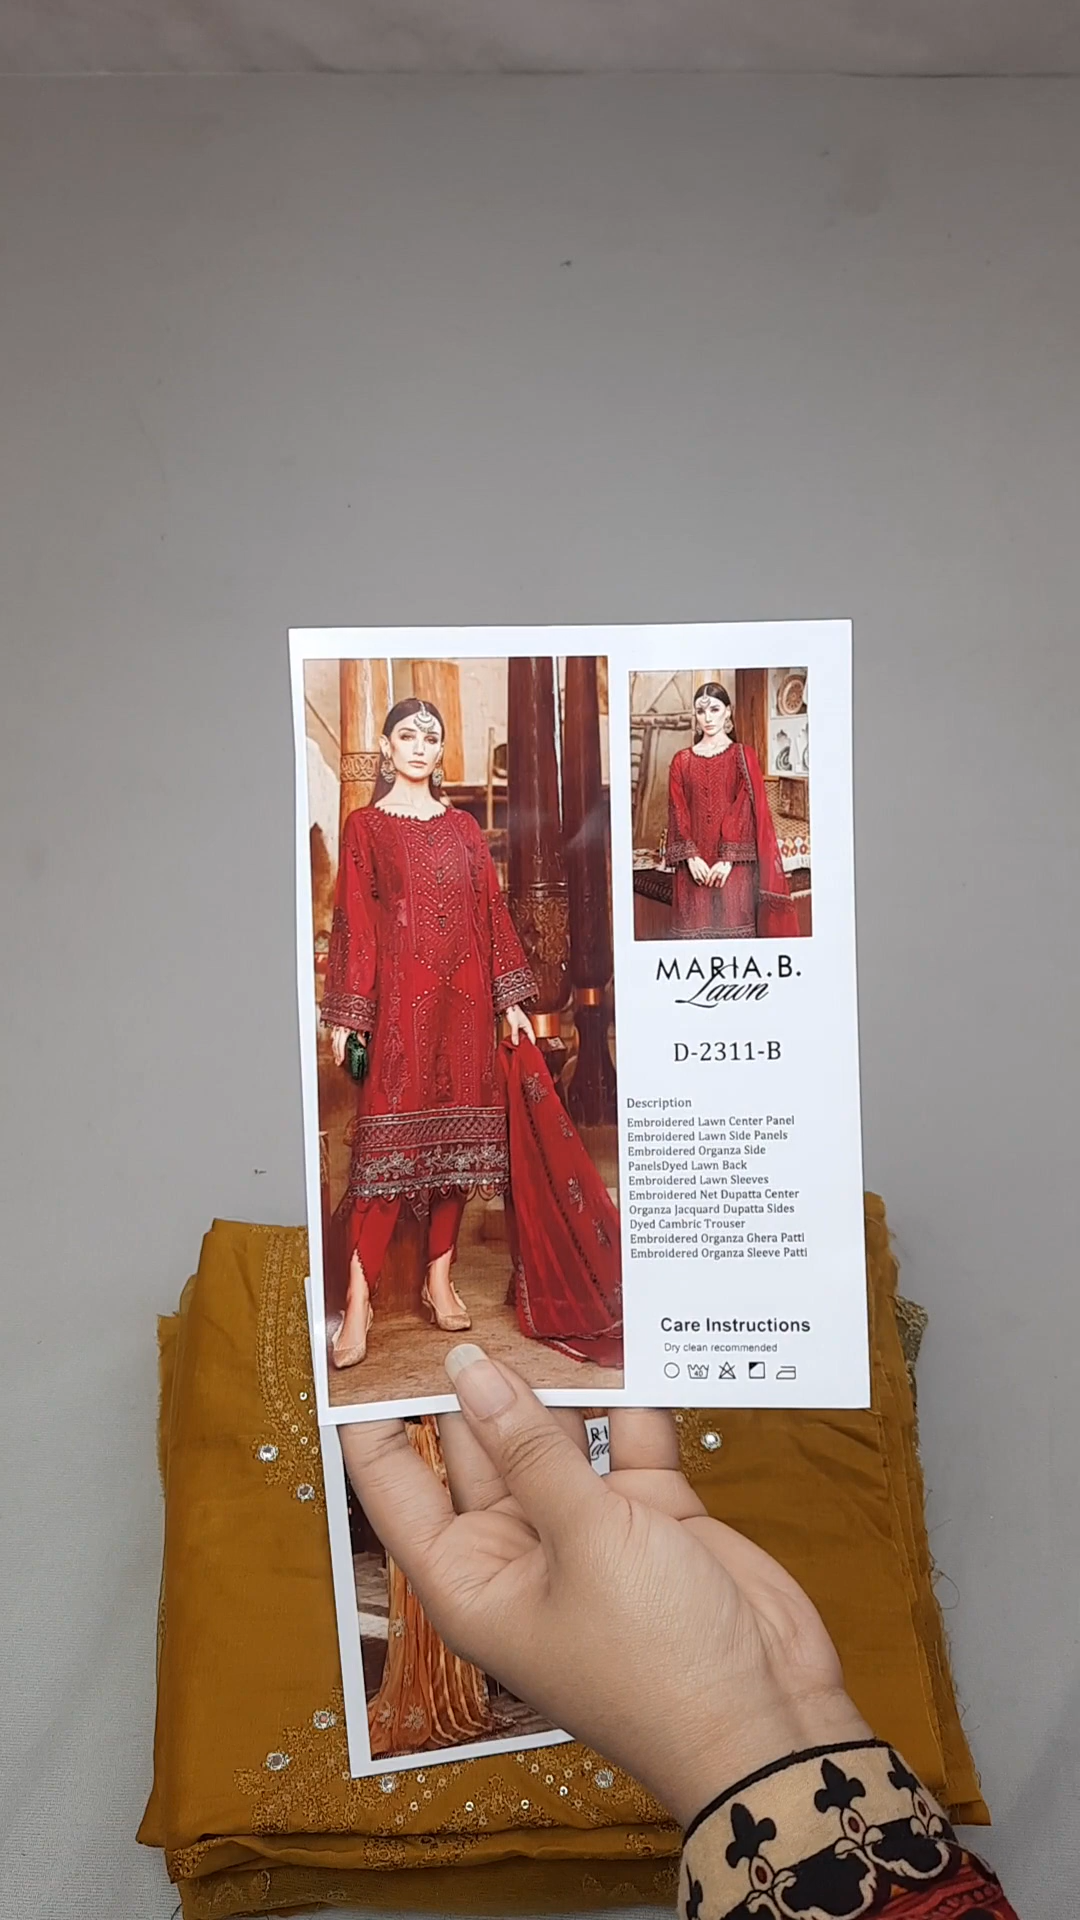 MARIA.B.
Lawn
D-2311-B
Description
Embroidered Lawn Center Panel
Embroidered Lawn Side Panels
Embroidered Organza Side
PanelsDyed Lawn Back
Embroidered Lawn Sleeves
Embroidered Net Dupatta Center
Organza Jacquard Dupatta Sides
Dyed Cambric Trouser
Embroidered Organza Ghera Patti
Embroidered Organza Sleeve Patti
Care Instructions
Dry clean recommended
40
RI